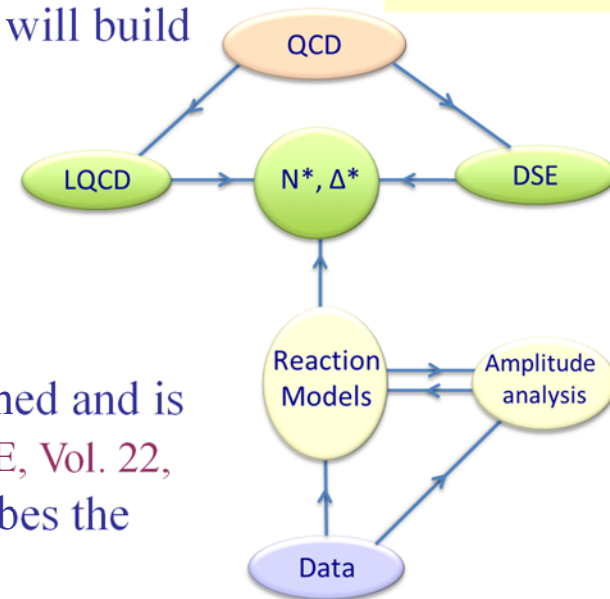 will build
QCD
LQCD
N*, Δ*
DSE
Reaction
Models
Amplitude
analysis
ned and is
E, Vol. 22,
bes the
Data